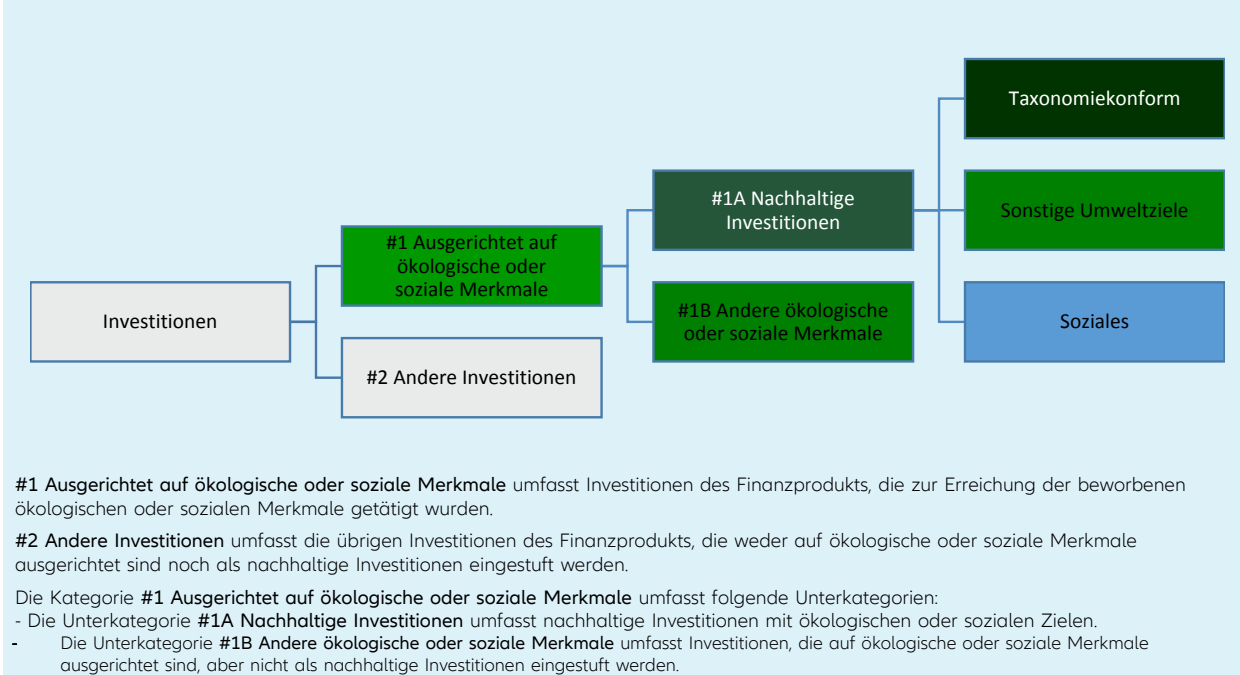 Taxonomiekonform
#1A Nachhaltige
Investitionen
Sonstige Umweltziele
#1 Ausgerichtet auf
ökologische oder
soziale Merkmale
Investitionen
#1B Andere ökologische
oder soziale Merkmale
Soziales
#2 Andere Investitionen
#1 Ausgerichtet auf ökologische oder soziale Merkmale umfasst Investitionen des Finanzprodukts, die zur Erreichung der beworbenen
ökologischen oder sozialen Merkmale getätigt wurden.
#2 Andere Investitionen umfasst die übrigen Investitionen des Finanzprodukts, die weder auf ökologische oder soziale Merkmale
ausgerichtet sind noch als nachhaltige Investitionen eingestuft werden.
Die Kategorie #1 Ausgerichtet auf ökologische oder soziale Merkmale umfasst folgende Unterkategorien:
- Die Unterkategorie #1A Nachhaltige Investitionen umfasst nachhaltige Investitionen mit ökologischen oder sozialen Zielen.
- Die Unterkategorie #1B Andere ökologische oder soziale Merkmale umfasst Investitionen, die auf ökologische oder soziale Merkmale
ausgerichtet sind, aber nicht als nachhaltige Investitionen eingestuft werden.